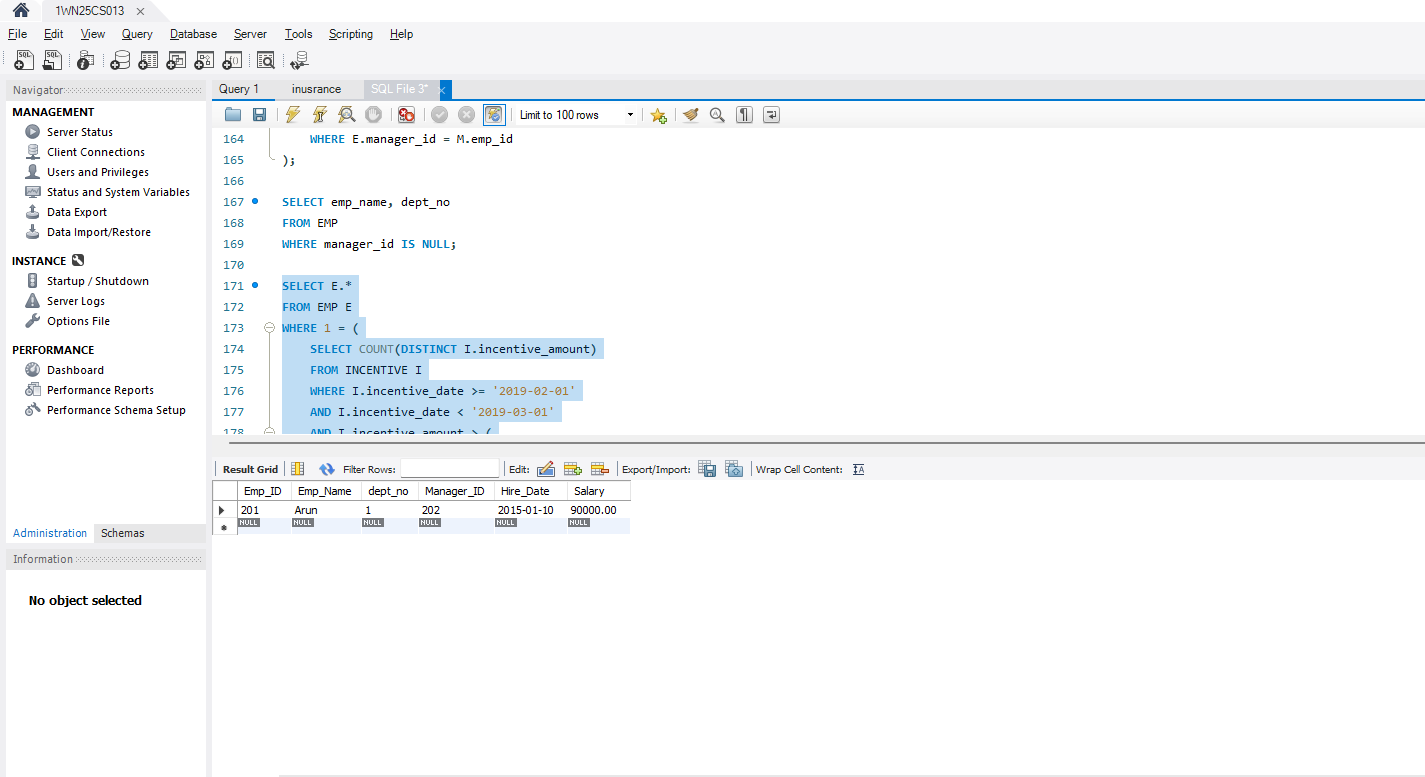 1WN25CS013
File Edit View Query Database Server Tools Scripting Help
Navigator
MANAGEMENT
Server Status
Client Connections
Users and Privileges
Status and System Variables
Data Export
Data Import/Restore
INSTANCE
Startup / Shutdown
Server Logs
Options File
PERFORMANCE
Dashboard
Performance Reports
Performance Schema Setup
Administration Schemas
Information
No object selected
Query 1 inusrance SQL File 3*
Limit to 100 rows
164 WHERE E.manager_id = M.emp_id
165 );
166
167 SELECT emp_name, dept_no
168 FROM EMP
169 WHERE manager_id IS NULL;
170
171 SELECT E.*
172 FROM EMP E
173 WHERE 1 = (
174 SELECT COUNT(DISTINCT I.incentive_amount)
175 FROM INCENTIVE I
176 WHERE I.incentive_date >= '2019-02-01'
177 AND I.incentive_date < '2019-03-01'
178 AND I.incentive_amount > (
Result Grid Filter Rows: Edit: Export/Import: Wrap Cell Content:
Emp_ID Emp_Name dept_no Manager_ID Hire_Date Salary
201 Arun 1 202 2015-01-10 90000.00
NULL NULL NULL NULL NULL NULL